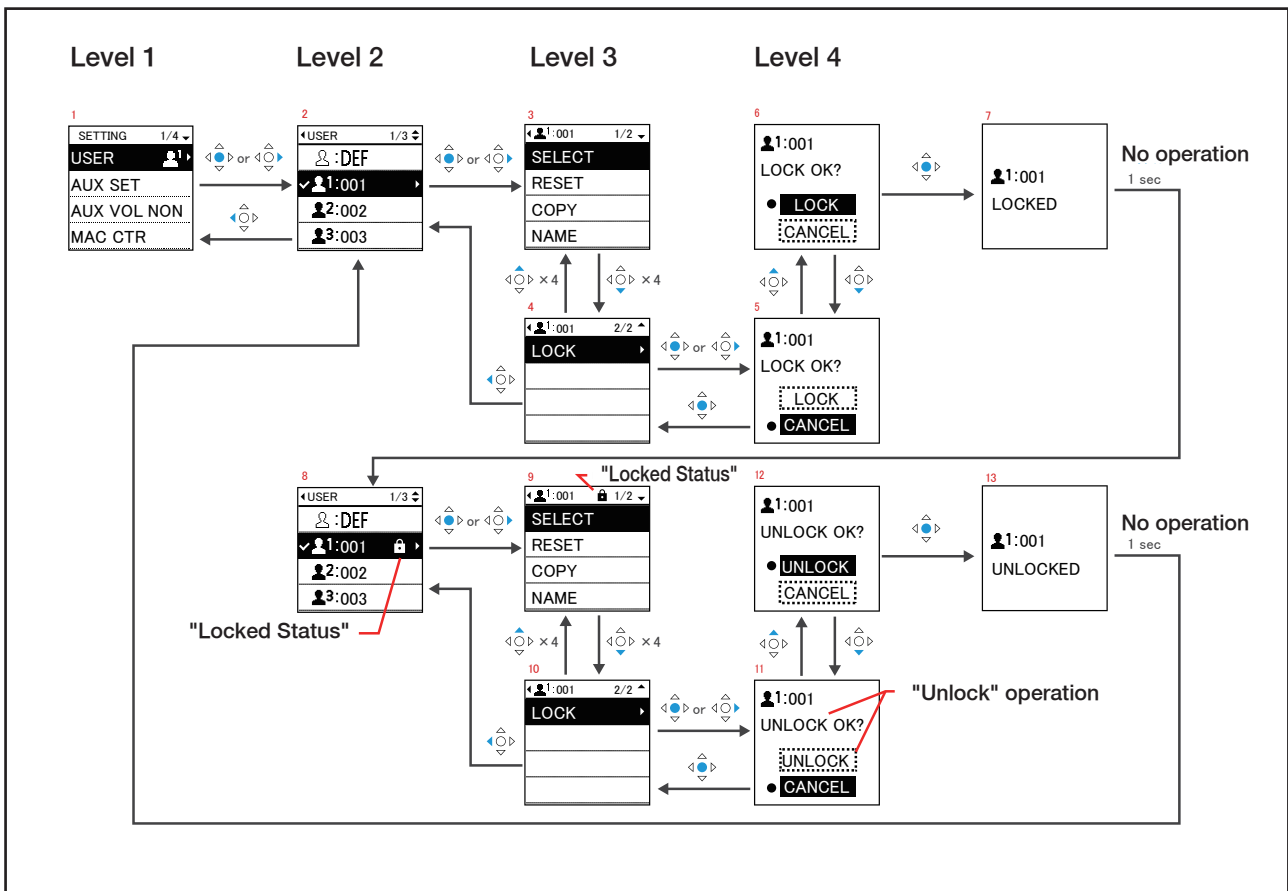 Level 1
Level 2
Level 3
Level 4
1
SETTING 1/4
USER 1
AUX SET
AUX VOL NON
MAC CTR
or
2
USER 1/3
:DEF
1:001
2:002
3:003
or
3
1:001 1/2
SELECT
RESET
COPY
NAME
×4
×4
4
1:001 2/2
LOCK
or
6
1:001
LOCK OK?
LOCK
CANCEL
5
1:001
LOCK OK?
LOCK
CANCEL
7
1:001
LOCKED
No operation
1 sec
8
USER 1/3
:DEF
1:001
2:002
3:003
"Locked Status"
or
9
"Locked Status"
1:001 1/2
SELECT
RESET
COPY
NAME
×4
×4
10
1:001 2/2
LOCK
or
12
1:001
UNLOCK OK?
UNLOCK
CANCEL
11
1:001
UNLOCK OK?
UNLOCK
CANCEL
"Unlock" operation
13
1:001
UNLOCKED
No operation
1 sec